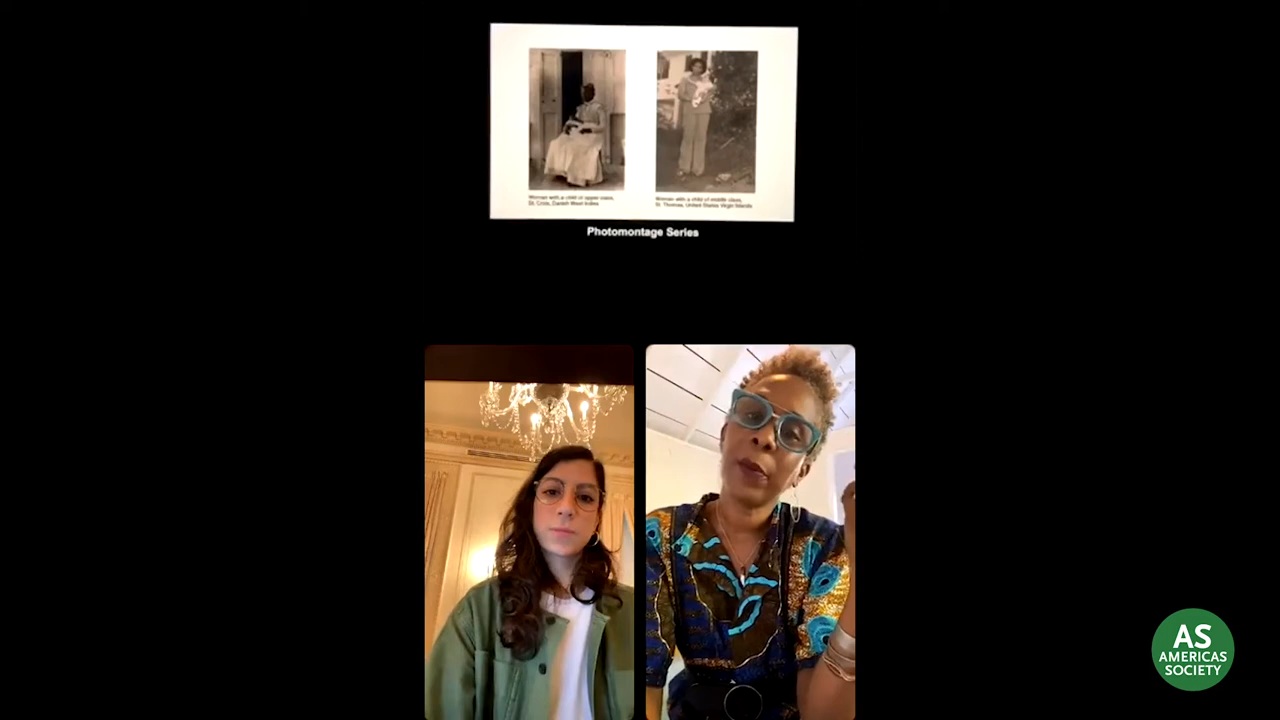 Woman with a child of upper class,
St. Croix, Danish West Indies
Woman with a child of middle class,
St. Thomas, United States Virgin Islands
Photomontage Series
AS
AMERICAS
SOCIETY